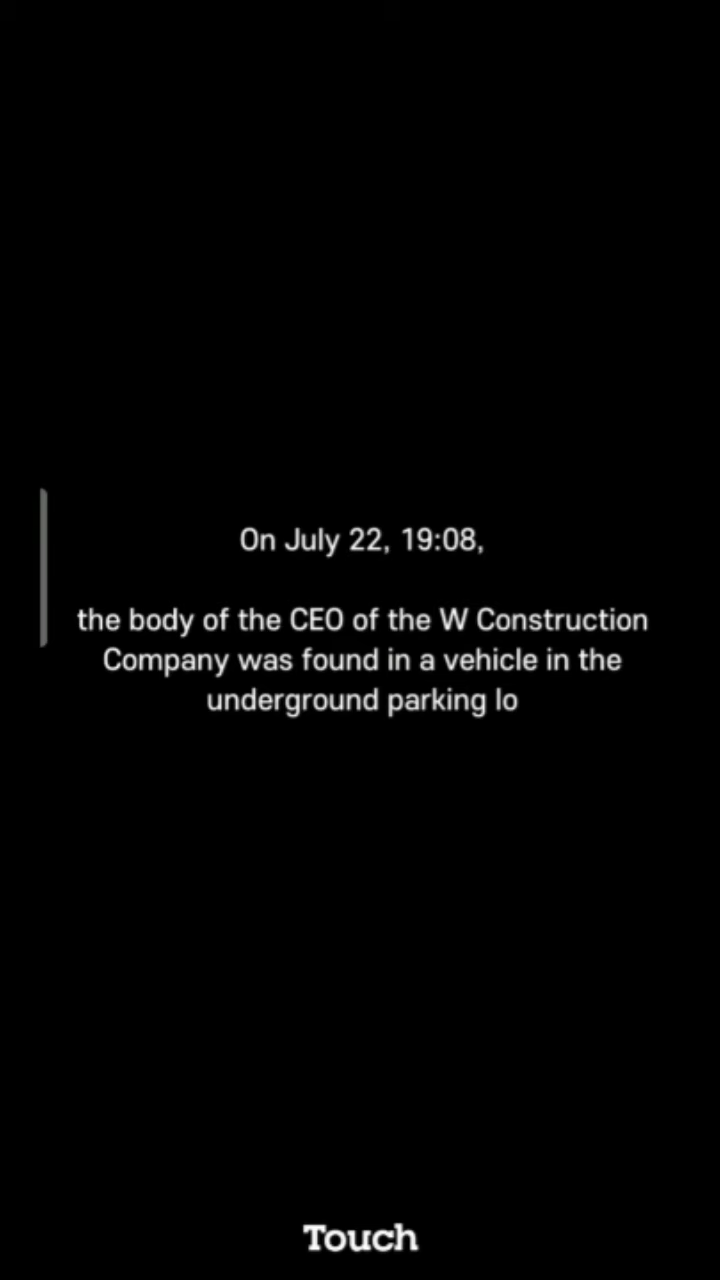 On July 22, 19:08,
the body of the CEO of the W Construction
Company was found in a vehicle in the
underground parking lo
Touch